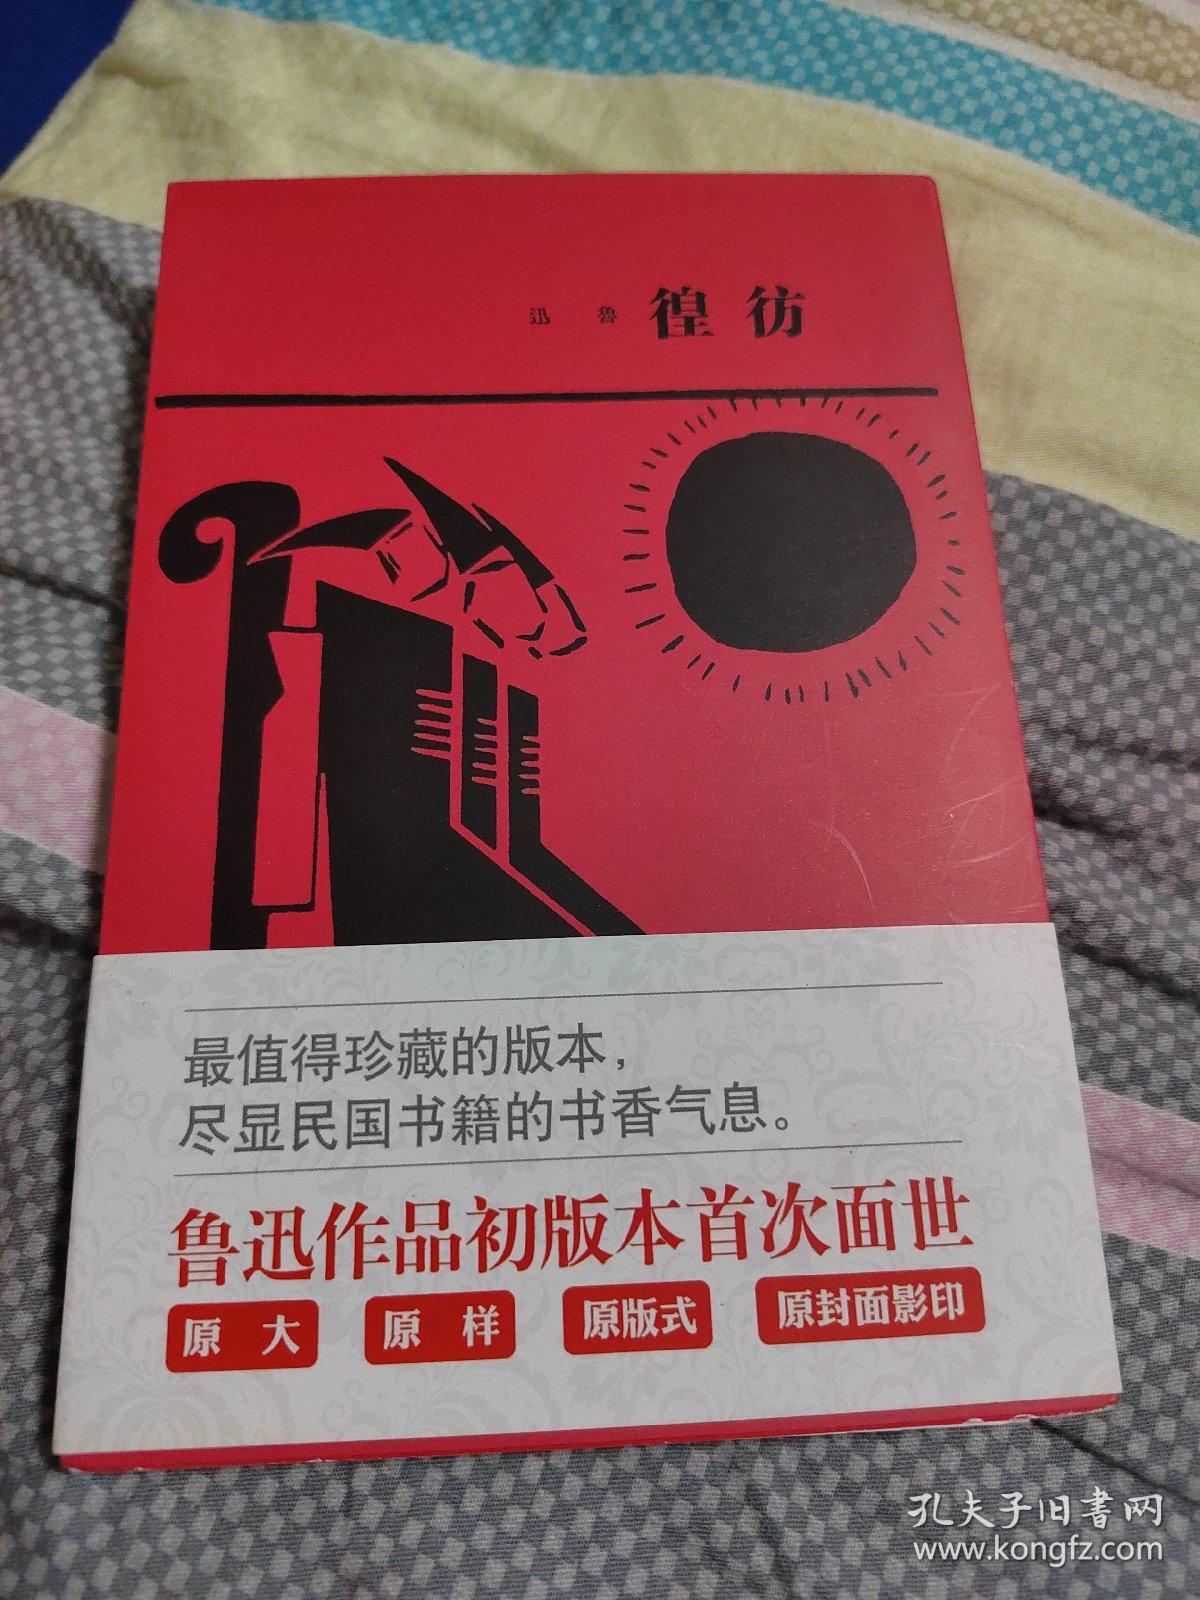 彷徨 魯迅
最值得珍藏的版本，
尽显民国书籍的书香气息。
鲁迅作品初版本首次面世
原大 原样 原版式 原封面影印
孔夫子旧書网
www.kongfz.com